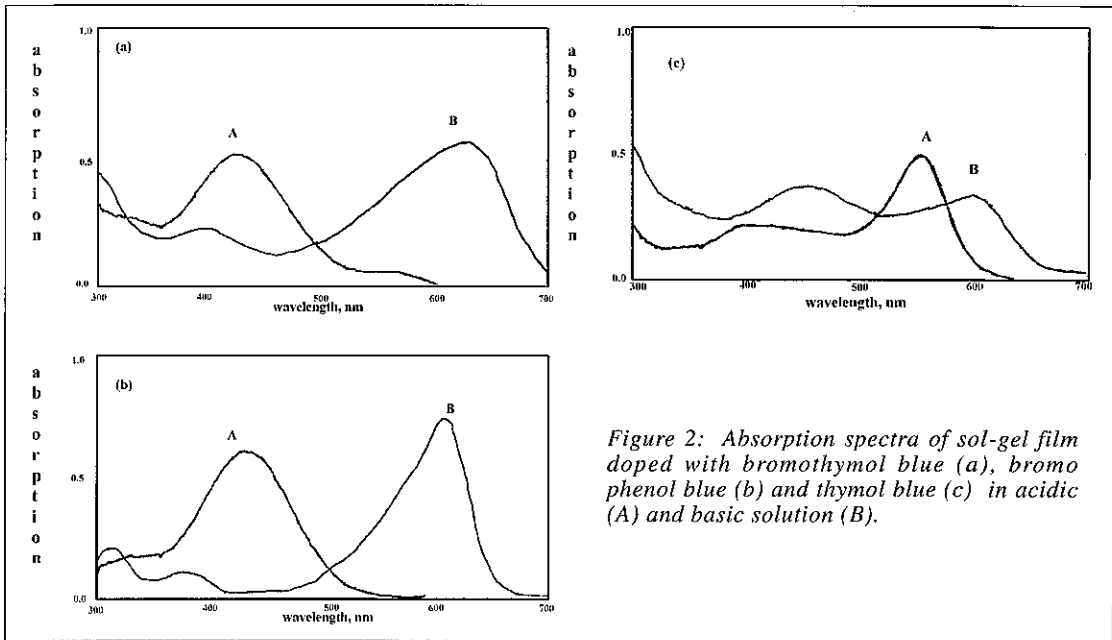 1.0
(a)
absorption
A
B
0.5
0.0
300 400 500 600 700
wavelength, nm
1.0
(c)
absorption
A
B
0.5
0.0
300 400 500 600 700
wavelength, nm
1.0
(b)
absorption
A
B
0.5
0.0
300 400 500 600 700
wavelength, nm
Figure 2: Absorption spectra of sol-gel film
doped with bromothymol blue (a), bromo
phenol blue (b) and thymol blue (c) in acidic
(A) and basic solution (B).